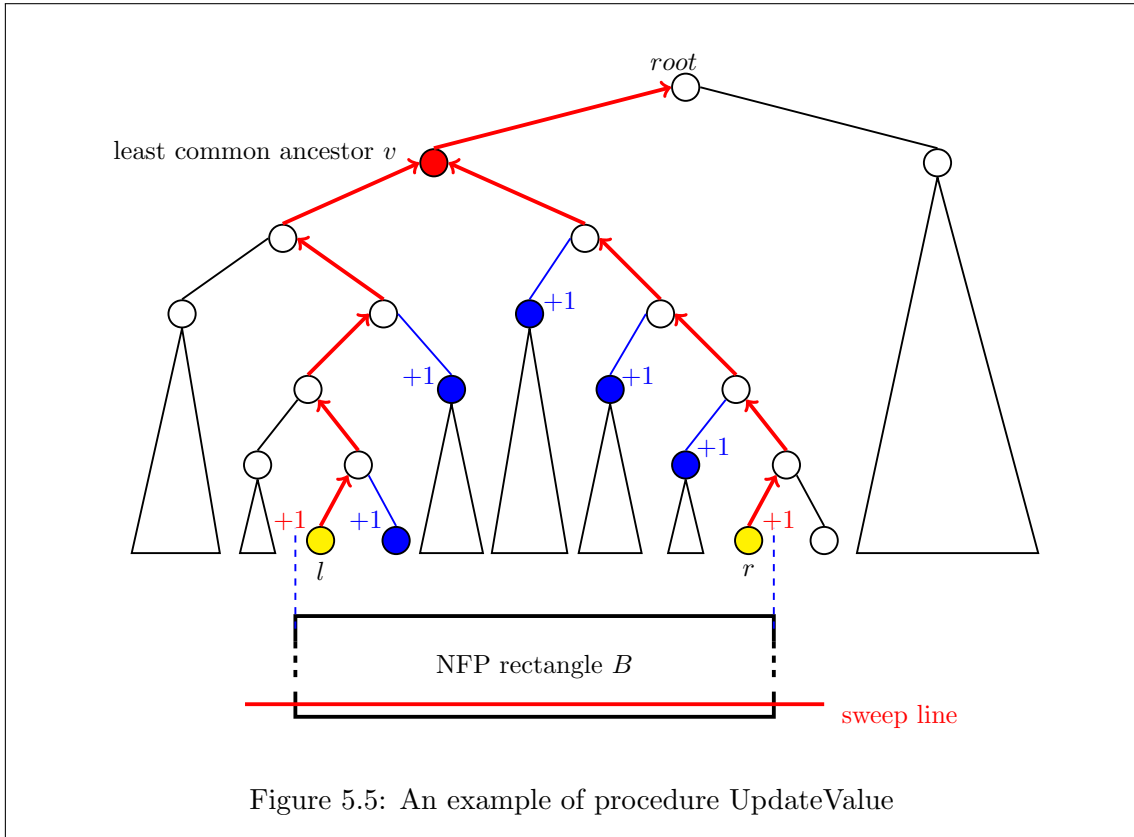 root
least common ancestor v
+1
+1
+1
+1
+1
+1
+1
l
r
NFP rectangle B
sweep line
Figure 5.5: An example of procedure UpdateValue